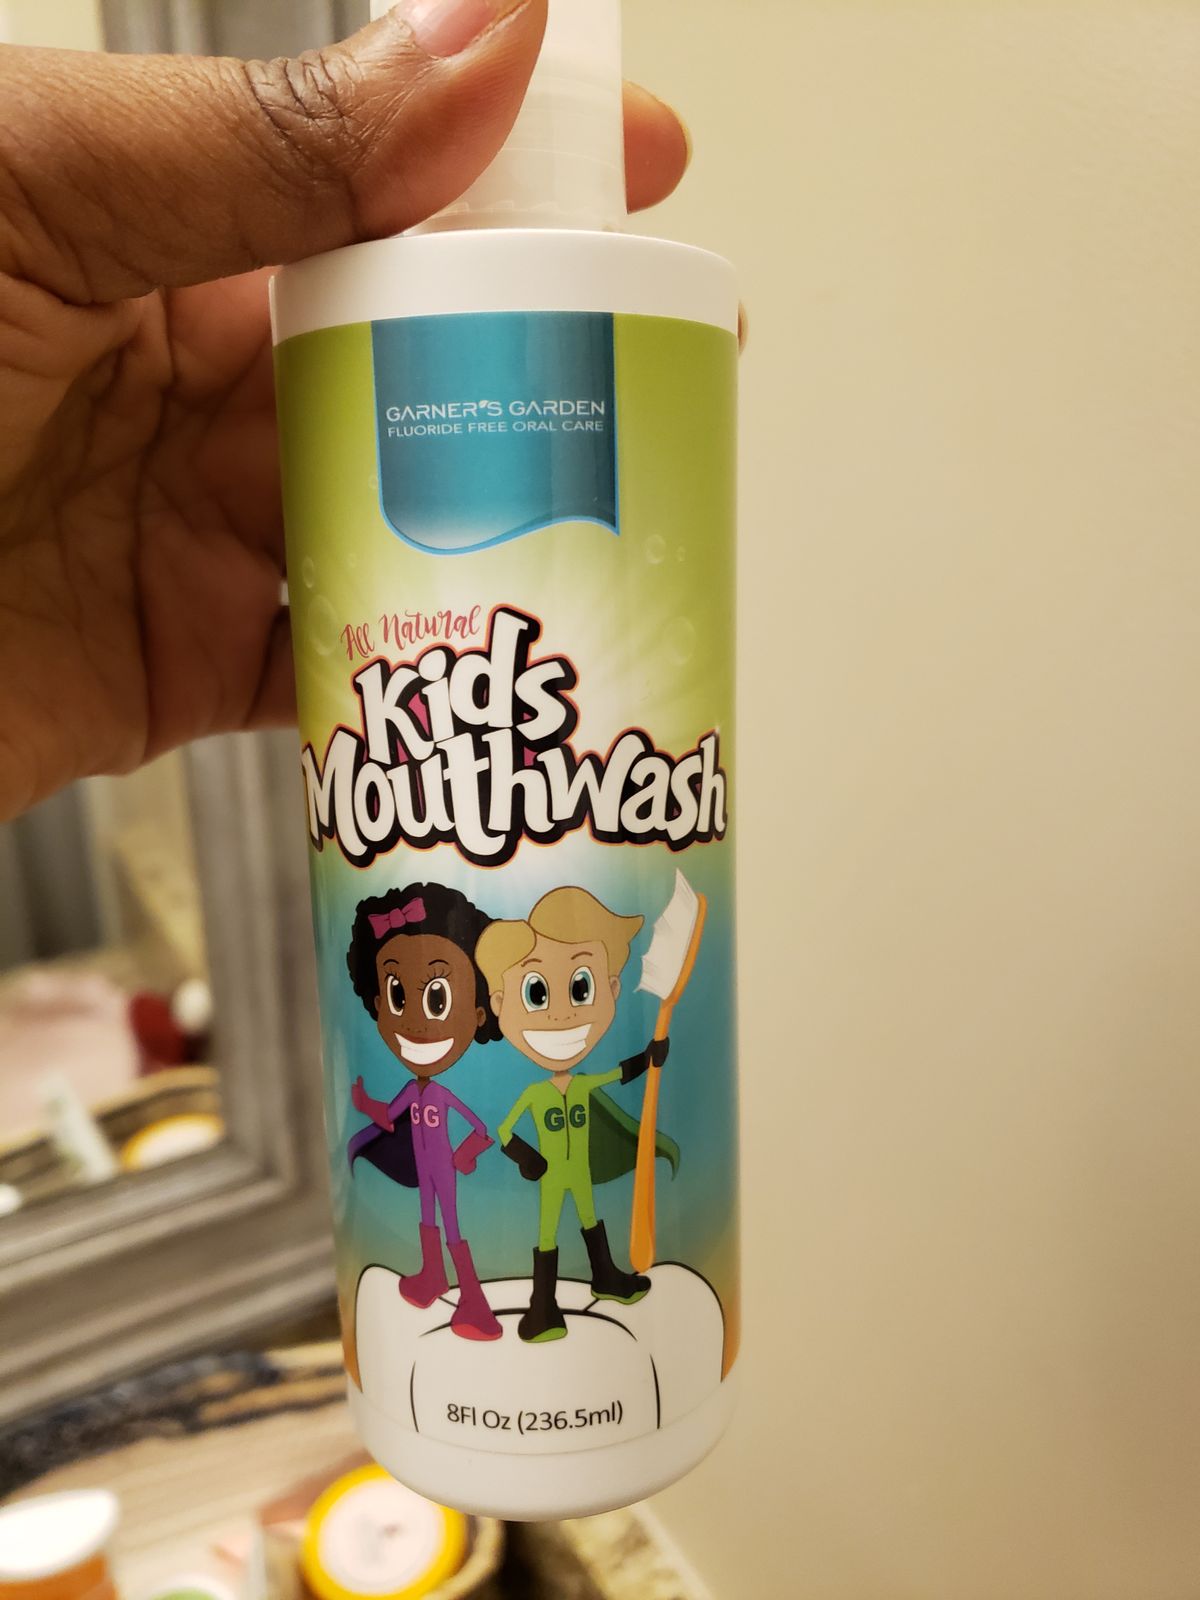 GARNER'S GARDEN
FLUORIDE FREE ORAL CARE
All Natural
Kids
Mouthwash
GG
GG
8Fl Oz (236.5ml)